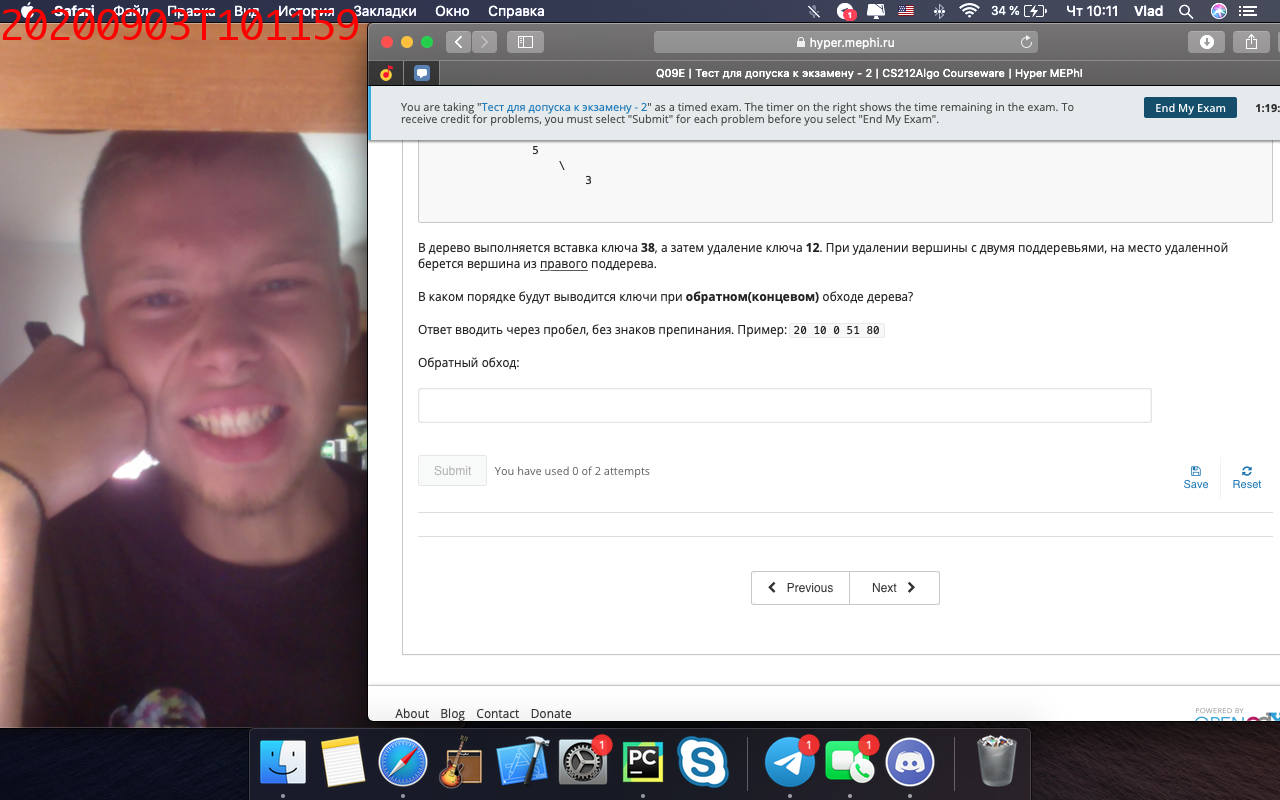 Safari Файл Правка Вид История Закладки Окно Справка 1 34 % Чт 10:11 Vlad
20200903T101159
hyper.mephi.ru
Q09E | Тест для допуска к экзамену - 2 | CS212Algo Courseware | Hyper MEPhI
You are taking "Тест для допуска к экзамену - 2" as a timed exam. The timer on the right shows the time remaining in the exam. To
receive credit for problems, you must select "Submit" for each problem before you select "End My Exam".
End My Exam
1:19:
5
\
3
В дерево выполняется вставка ключа 38, а затем удаление ключа 12. При удалении вершины с двумя поддеревьями, на место удаленной
берется вершина из правого поддерева.
В каком порядке будут выводится ключи при обратном(концевом) обходе дерева?
Ответ вводить через пробел, без знаков препинания. Пример: 20 10 0 51 80
Обратный обход:
Submit You have used 0 of 2 attempts
Save Reset
Previous Next
About Blog Contact Donate
POWERED BY
1 PC 1 1